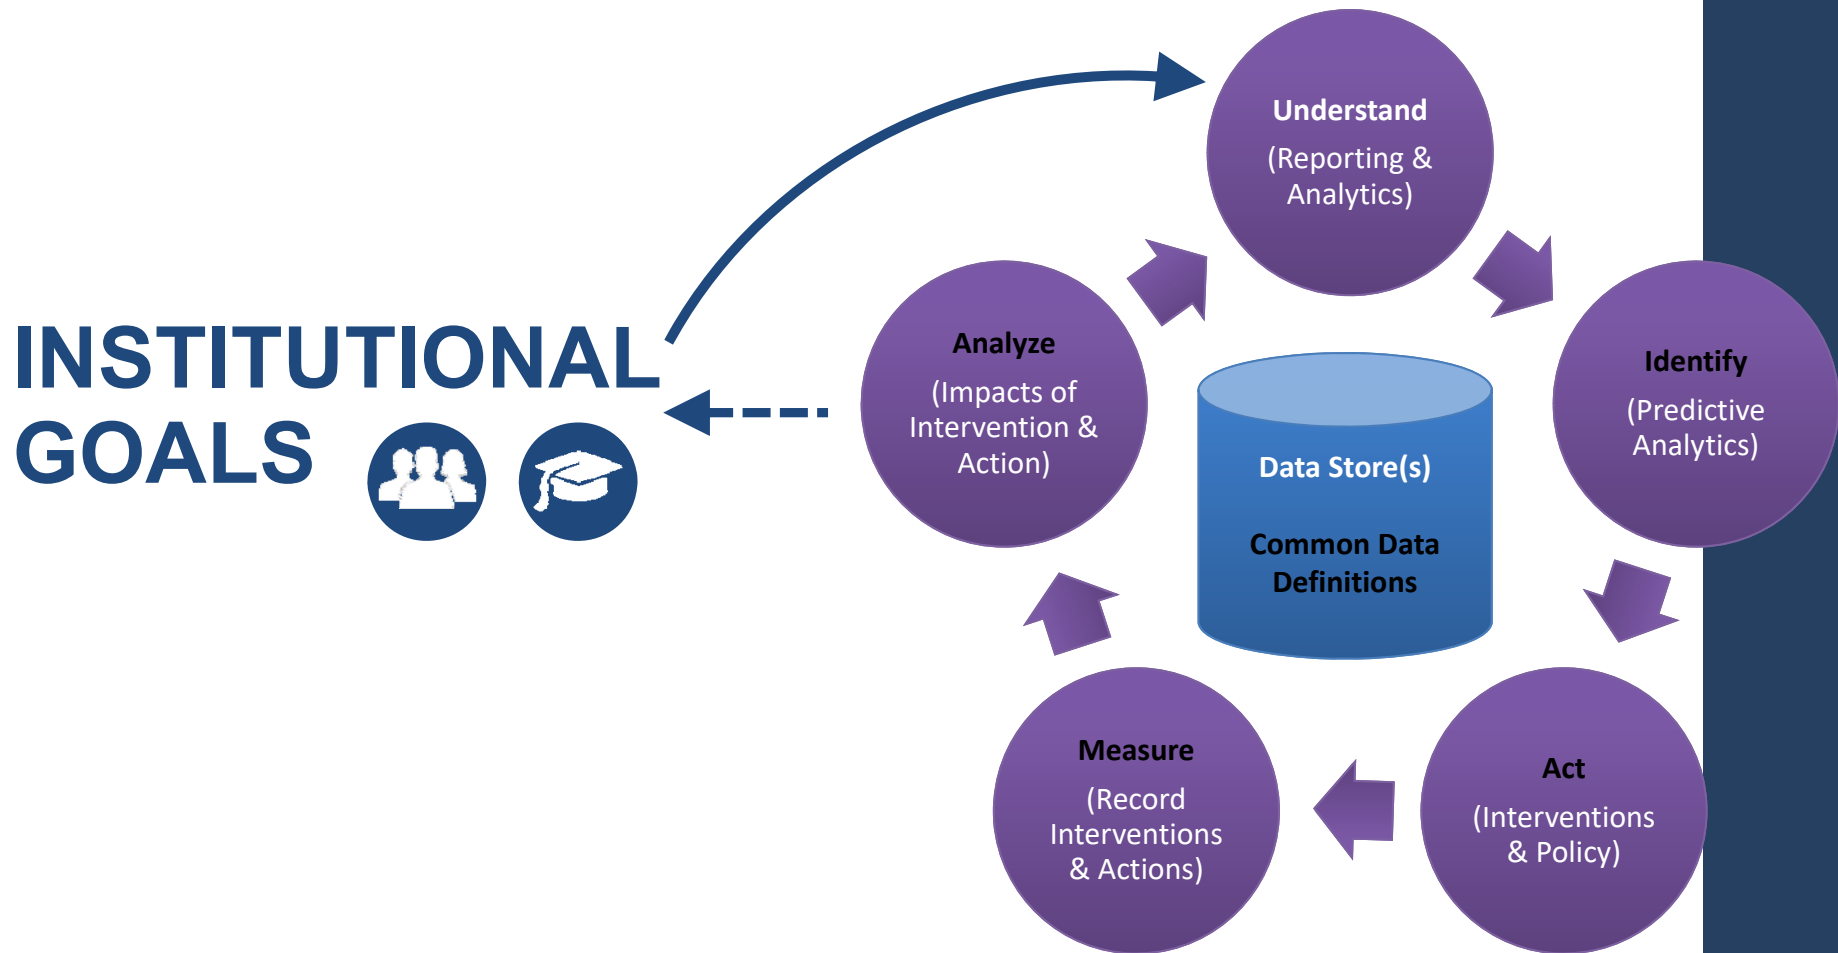 INSTITUTIONAL
GOALS
Understand
(Reporting &
Analytics)
Identify
(Predictive
Analytics)
Act
(Interventions
& Policy)
Measure
(Record
Interventions
& Actions)
Analyze
(Impacts of
Intervention &
Action)
Data Store(s)
Common Data
Definitions